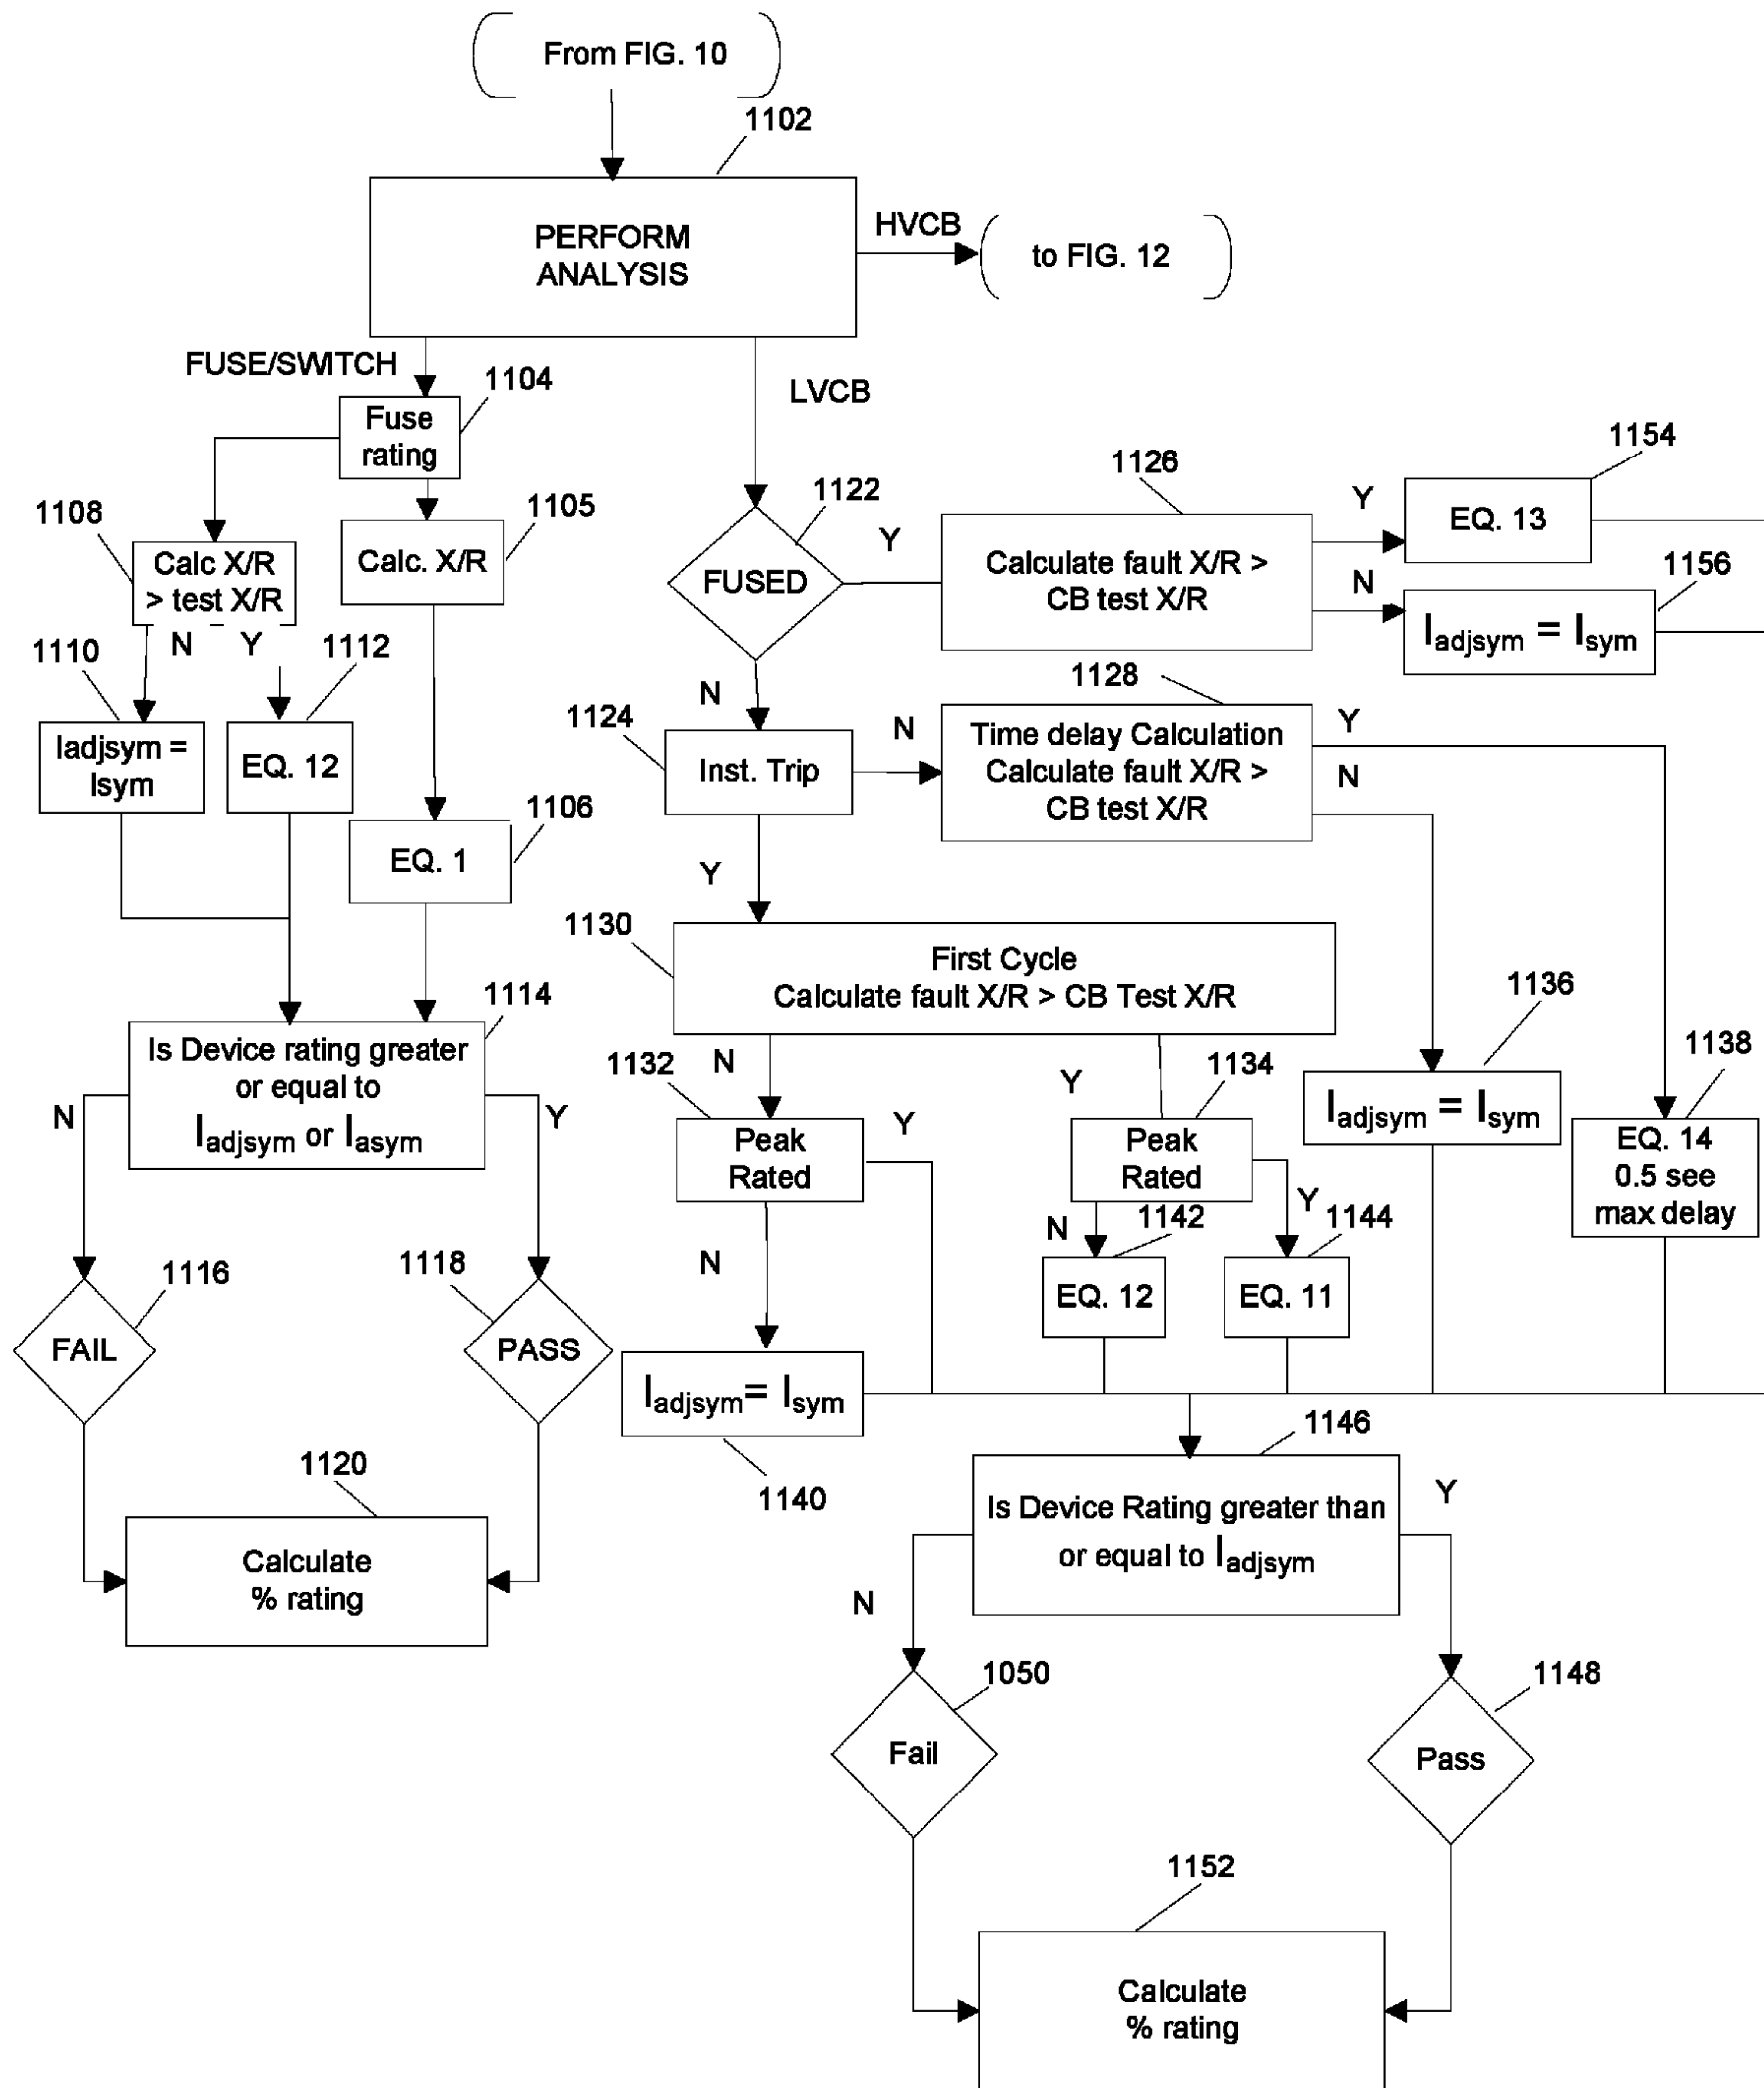 From FIG. 10
1102
PERFORM
ANALYSIS
HVCB
to FIG. 12
FUSE/SWITCH
LVCB
1104
Fuse
rating
1105
Calc. X/R
1108
Calc X/R
> test X/R
N
Y
1110
Iadjsym =
Isym
1112
EQ. 12
1106
EQ. 1
1114
Is Device rating greater
or equal to
Iadjsym or Iasym
N
Y
1116
FAIL
1118
PASS
1120
Calculate
% rating
1122
FUSED
Y
N
1126
Calculate fault X/R >
CB test X/R
Y
N
1154
EQ. 13
1156
Iadjsym = Isym
1124
Inst. Trip
N
Y
1128
Time delay Calculation
Calculate fault X/R >
CB test X/R
Y
N
1130
First Cycle
Calculate fault X/R > CB Test X/R
N
Y
1132
Peak
Rated
Y
N
1134
Peak
Rated
N
Y
1136
Iadjsym = Isym
1138
EQ. 14
0.5 see
max delay
1142
EQ. 12
1144
EQ. 11
Iadjsym= Isym
1140
1146
Is Device Rating greater than
or equal to Iadjsym
N
Y
1050
Fail
1148
Pass
1152
Calculate
% rating